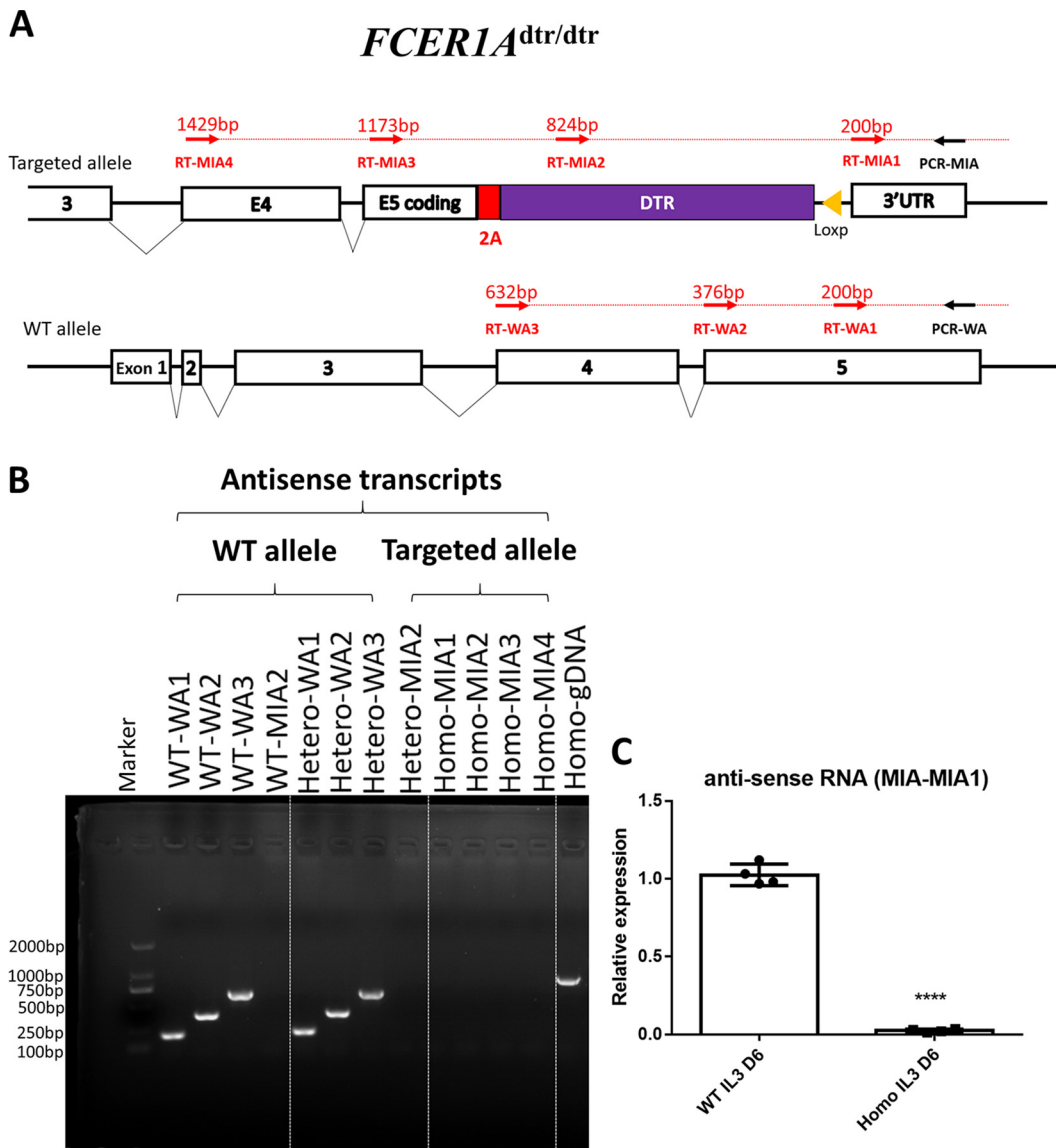 A
FCER1A^dtr/dtr
1429bp 1173bp 824bp 200bp
RT-MIA4 RT-MIA3 RT-MIA2 RT-MIA1 PCR-MIA
Targeted allele
3 E4 E5 coding DTR 3'UTR
2A
Loxp
632bp 376bp 200bp
RT-WA3 RT-WA2 RT-WA1 PCR-WA
WT allele
Exon 1 2 3 4 5
B
Antisense transcripts
WT allele Targeted allele
Marker
WT-WA1
WT-WA2
WT-WA3
WT-MIA2
Hetero-WA1
Hetero-WA2
Hetero-WA3
Hetero-MIA2
Homo-MIA1
Homo-MIA2
Homo-MIA3
Homo-MIA4
Homo-gDNA
2000bp
1000bp
750bp
500bp
250bp
100bp
C
anti-sense RNA (MIA-MIA1)
Relative expression
1.5
1.0
0.5
0.0
****
WT IL3 D6
Homo IL3 D6